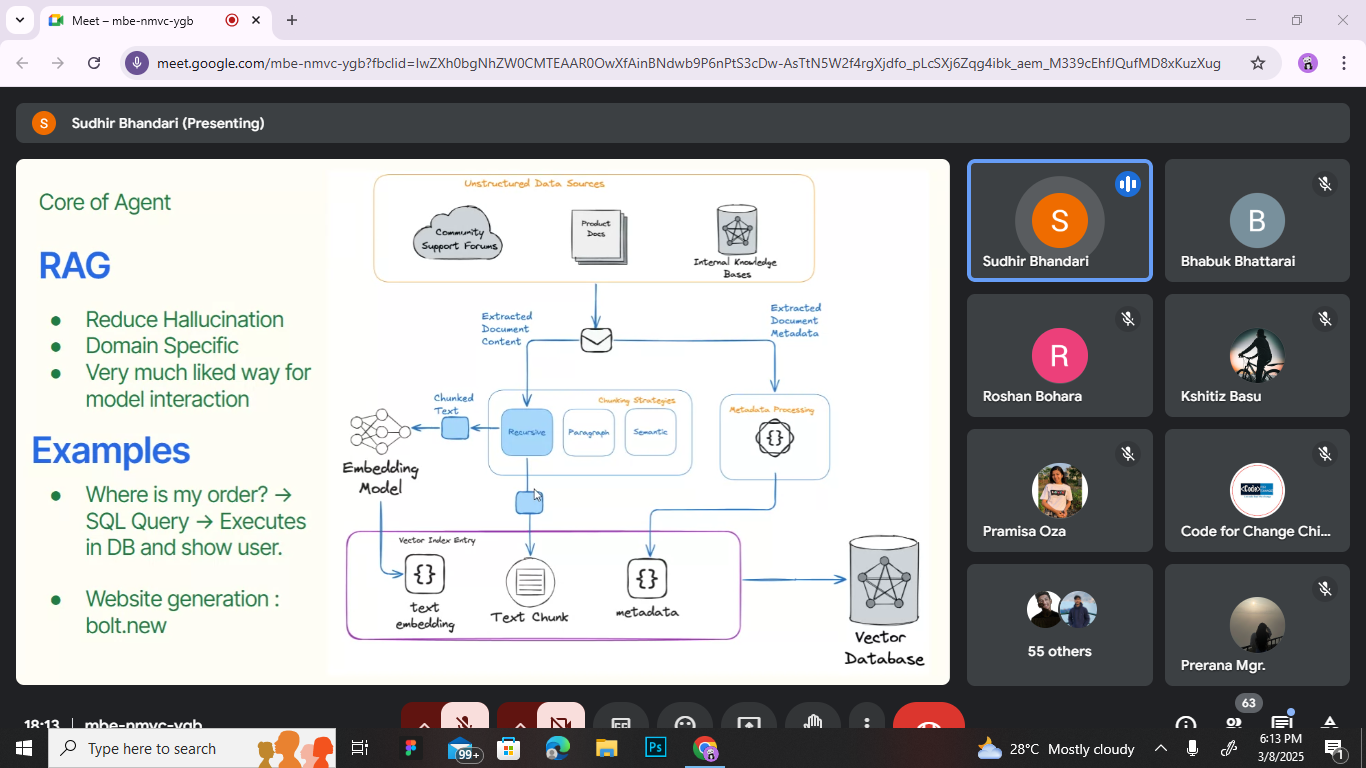 Meet – mbe-nmvc-ygb
meet.google.com/mbe-nmvc-ygb?fbclid=IwZXh0bgNhZW0CMTEAAR0OwXfAinBNdwb9P6nPtS3cDw-AsTtN5W2f4rgXjdfo_pLcSXj6Zqg4ibk_aem_M339cEhfJQufMD8xKuzXug
S
Sudhir Bhandari (Presenting)
Core of Agent
RAG
● Reduce Hallucination
● Domain Specific
● Very much liked way for
model interaction
Examples
● Where is my order? →
SQL Query → Executes
in DB and show user.
● Website generation :
bolt.new
Unstructured Data Sources
Community
Support Forums
Product
Docs
Internal Knowledge
Bases
Extracted
Document
Content
Extracted
Document
Metadata
Chunked
Text
Chunking Strategies
Recursive
Paragraph
Semantic
Metadata Processing
{}
Embedding
Model
Vector Index Entry
{}
text
embedding
Text Chunk
{}
metadata
Vector
Database
S
Sudhir Bhandari
B
Bhabuk Bhattarai
R
Roshan Bohara
Kshitiz Basu
Pramisa Oza
<Code>
Code for Change Chi...
55 others
Prerana Mgr.
18:13 | mbe-nmvc-ygb
63
Type here to search
99+
Ps
28°C Mostly cloudy
6:13 PM
3/8/2025
1